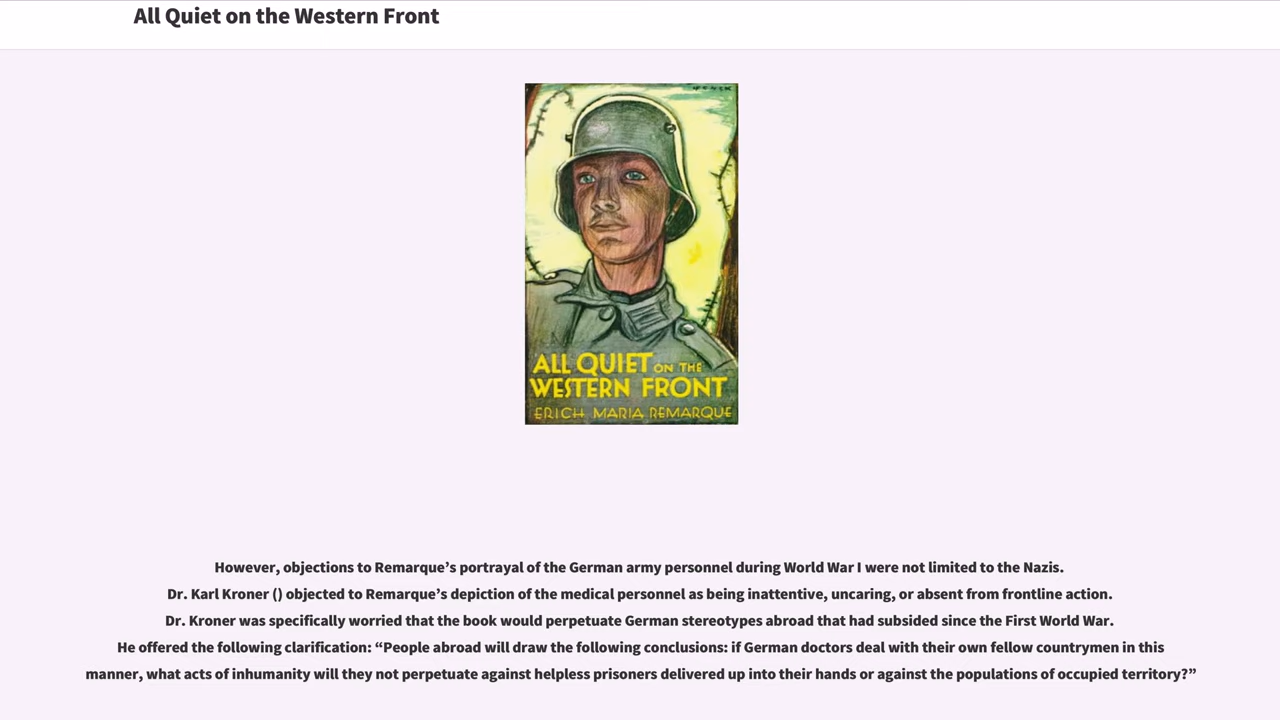 All Quiet on the Western Front
ALL QUIET ON THE
WESTERN FRONT
ERICH MARIA REMARQUE
However, objections to Remarque’s portrayal of the German army personnel during World War I were not limited to the Nazis.
Dr. Karl Kroner () objected to Remarque’s depiction of the medical personnel as being inattentive, uncaring, or absent from frontline action.
Dr. Kroner was specifically worried that the book would perpetuate German stereotypes abroad that had subsided since the First World War.
He offered the following clarification: “People abroad will draw the following conclusions: if German doctors deal with their own fellow countrymen in this
manner, what acts of inhumanity will they not perpetuate against helpless prisoners delivered up into their hands or against the populations of occupied territory?”